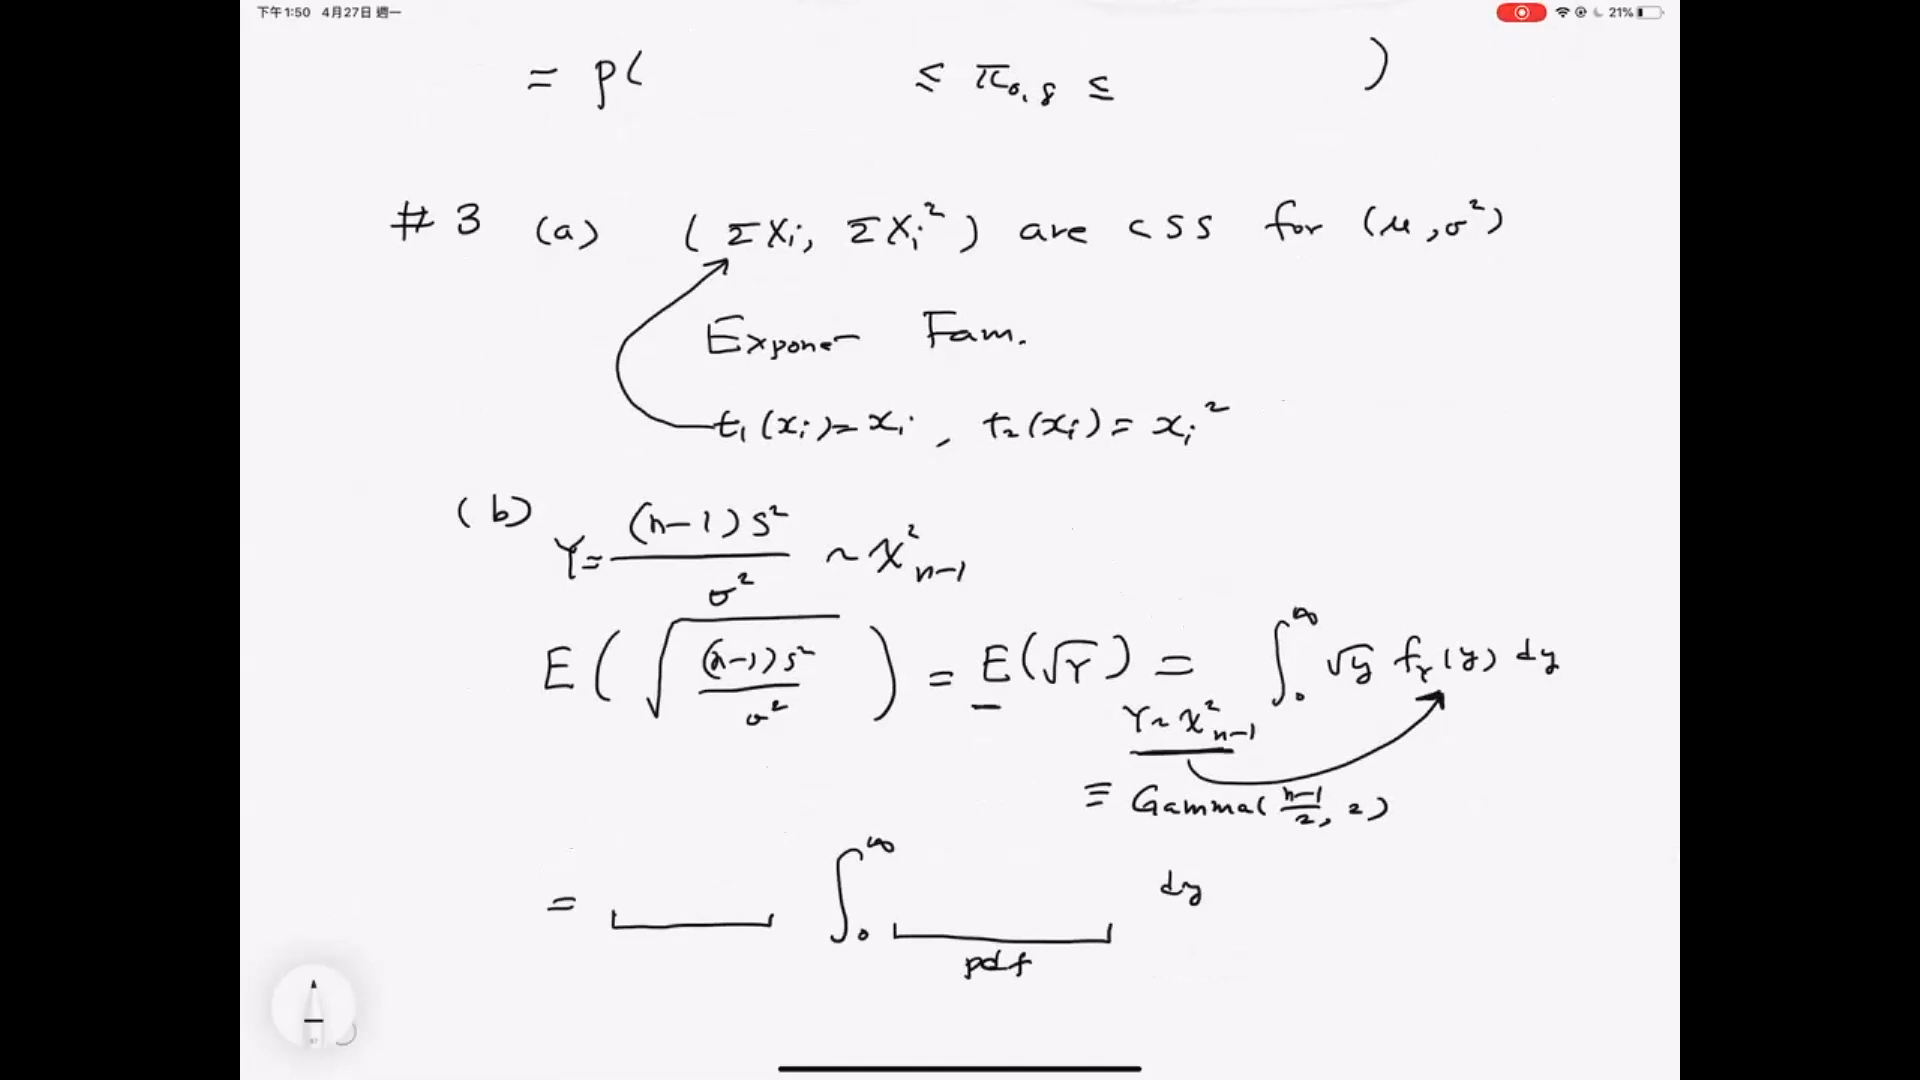 下午1:50 4月27日 週一 21%
= P( ≤ π₀.₈ ≤ )
# 3 (a) ( ΣXi, ΣXi² ) are CSS for (μ, σ²)
Exponen Fam.
t₁(xi) = xi , t₂(xi) = xi²
(b) Y = (n-1)S² / σ² ~ χ²n-1
E( √((n-1)S² / σ²) ) = E(√Y) = ∫₀^∞ √y fY(y) dy
Y ~ χ²n-1
≡ Gamma( (n-1)/2, 2)
= ∫₀^∞ dy
pdf